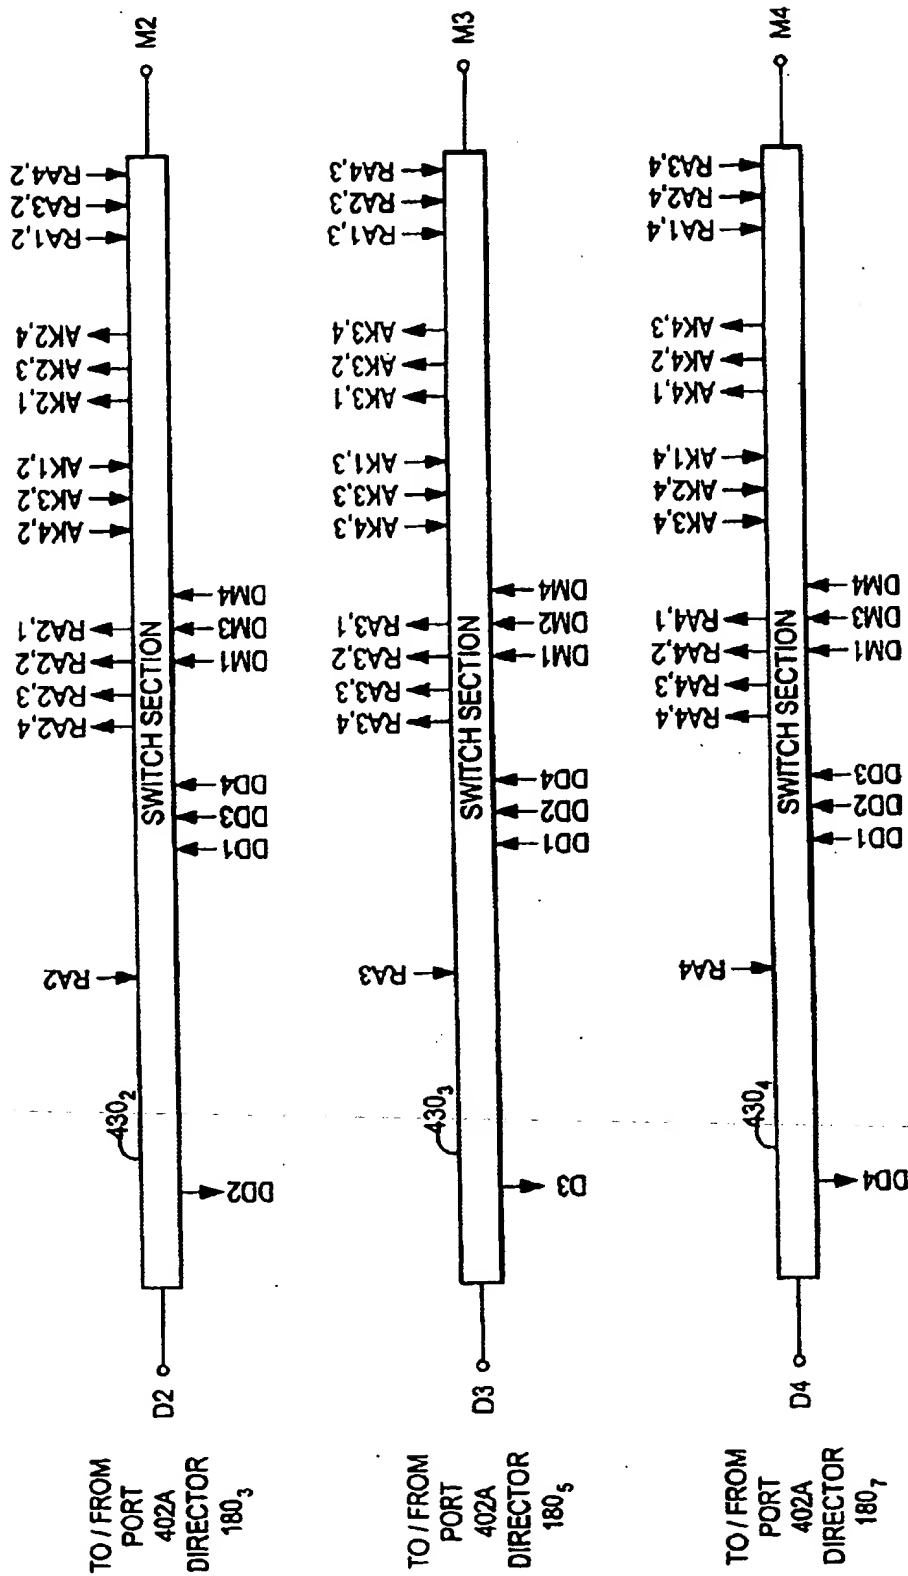 RA4,2
RA3,2
RA1,2
AK2,4
AK2,3
AK2,1
AK1,2
AK3,2
AK4,2
RA2,1
RA2,2
RA2,3
RA2,4
RA2
430₂
M2
SWITCH SECTION
DM4
DM3
DM1
DD4
DD3
DD1
DD2
D2
TO / FROM
PORT
402A
DIRECTOR
180₃
RA4,3
RA2,3
RA1,3
AK3,4
AK3,2
AK3,1
AK1,3
AK3,3
AK4,3
RA3,1
RA3,2
RA3,3
RA3,4
RA3
430₃
M3
SWITCH SECTION
DM4
DM2
DM1
DD4
DD2
DD1
D3
D3
TO / FROM
PORT
402A
DIRECTOR
180₅
RA3,4
RA2,4
RA1,4
AK4,3
AK4,2
AK4,1
AK1,4
AK2,4
AK3,4
RA4,1
RA4,2
RA4,3
RA4,4
RA4
430₄
M4
SWITCH SECTION
DM4
DM3
DM1
DD3
DD2
DD1
DD4
D4
TO / FROM
PORT
402A
DIRECTOR
180₇